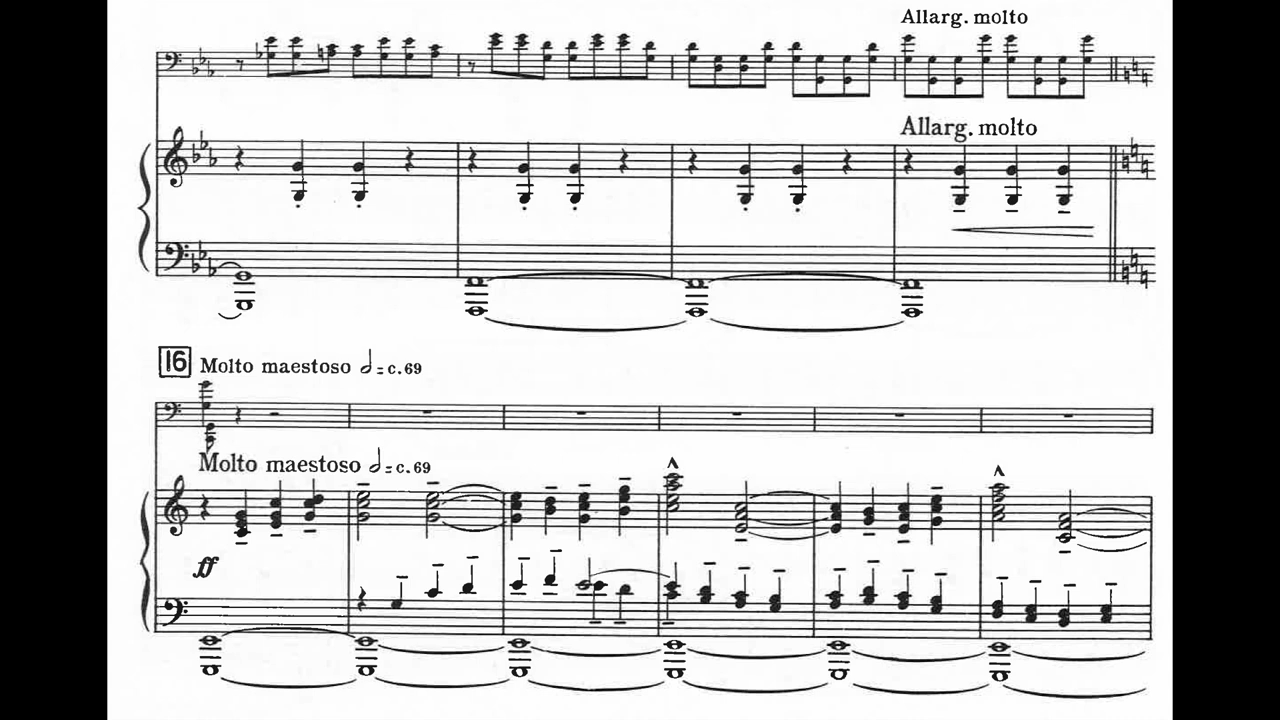 Allarg. molto
Allarg. molto
16 Molto maestoso 𝅗𝅥 = c. 69
Molto maestoso 𝅗𝅥 = c. 69
ff